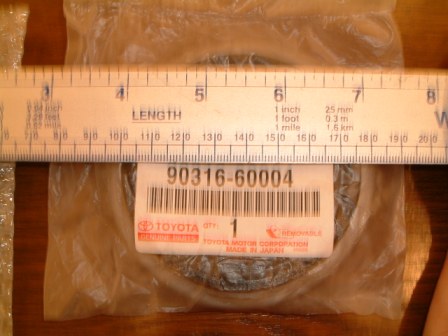 3 4 5 6 7 8
LENGTH
1 inch 25 mm
1 foot 0.3 m
1 mile 1.6 km
10 11 12 13 14 15 16 17 18 19 20
90316-60004
TOYOTA QTY. 1
GENUINE PARTS
TOYOTA MOTOR CORPORATION
MADE IN JAPAN